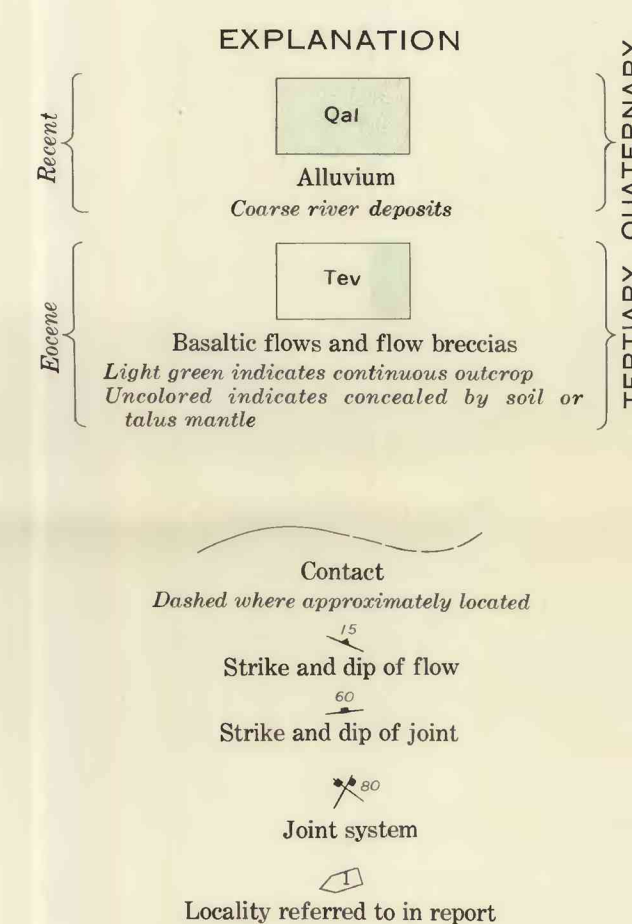 EXPLANATION
Recent
Qal
Alluvium
Coarse river deposits
QUATERNARY
Eocene
Tev
Basaltic flows and flow breccias
Light green indicates continuous outcrop
Uncolored indicates concealed by soil or
talus mantle
TERTIARY
Contact
Dashed where approximately located
15
Strike and dip of flow
60
Strike and dip of joint
80
Joint system
1
Locality referred to in report